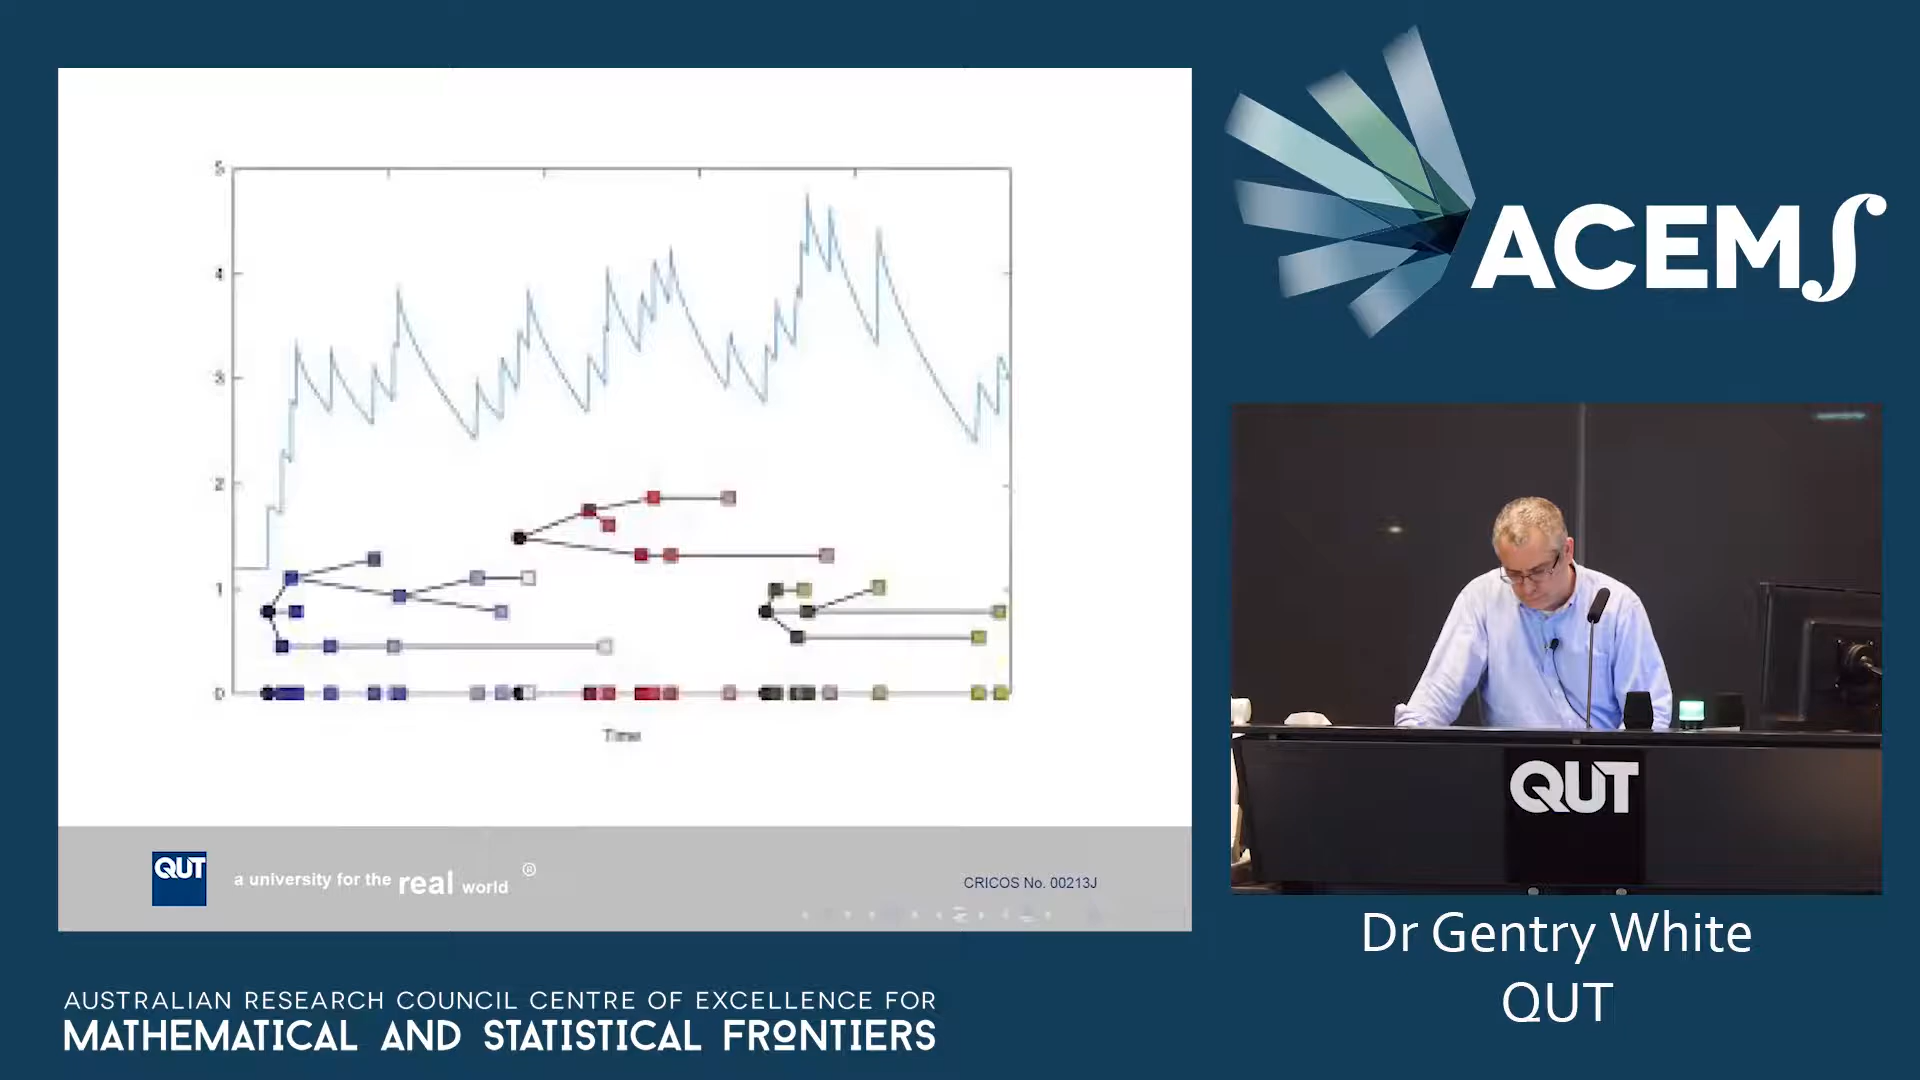 5
4
3
2
1
0
Time
QUT
a university for the real world ®
CRICOS No. 00213J
AUSTRALIAN RESEARCH COUNCIL CENTRE OF EXCELLENCE FOR
MATHEMATICAL AND STATISTICAL FRONTIERS
ACEMS
QUT
Dr Gentry White
QUT